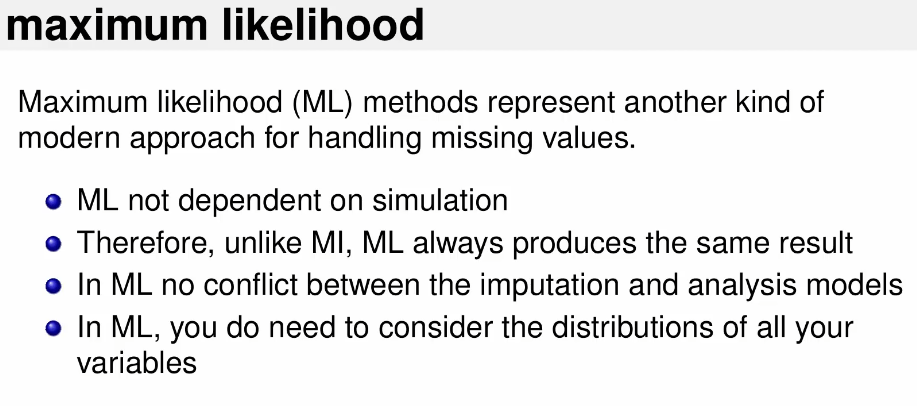 maximum likelihood
Maximum likelihood (ML) methods represent another kind of
modern approach for handling missing values.
ML not dependent on simulation
Therefore, unlike MI, ML always produces the same result
In ML no conflict between the imputation and analysis models
In ML, you do need to consider the distributions of all your
variables